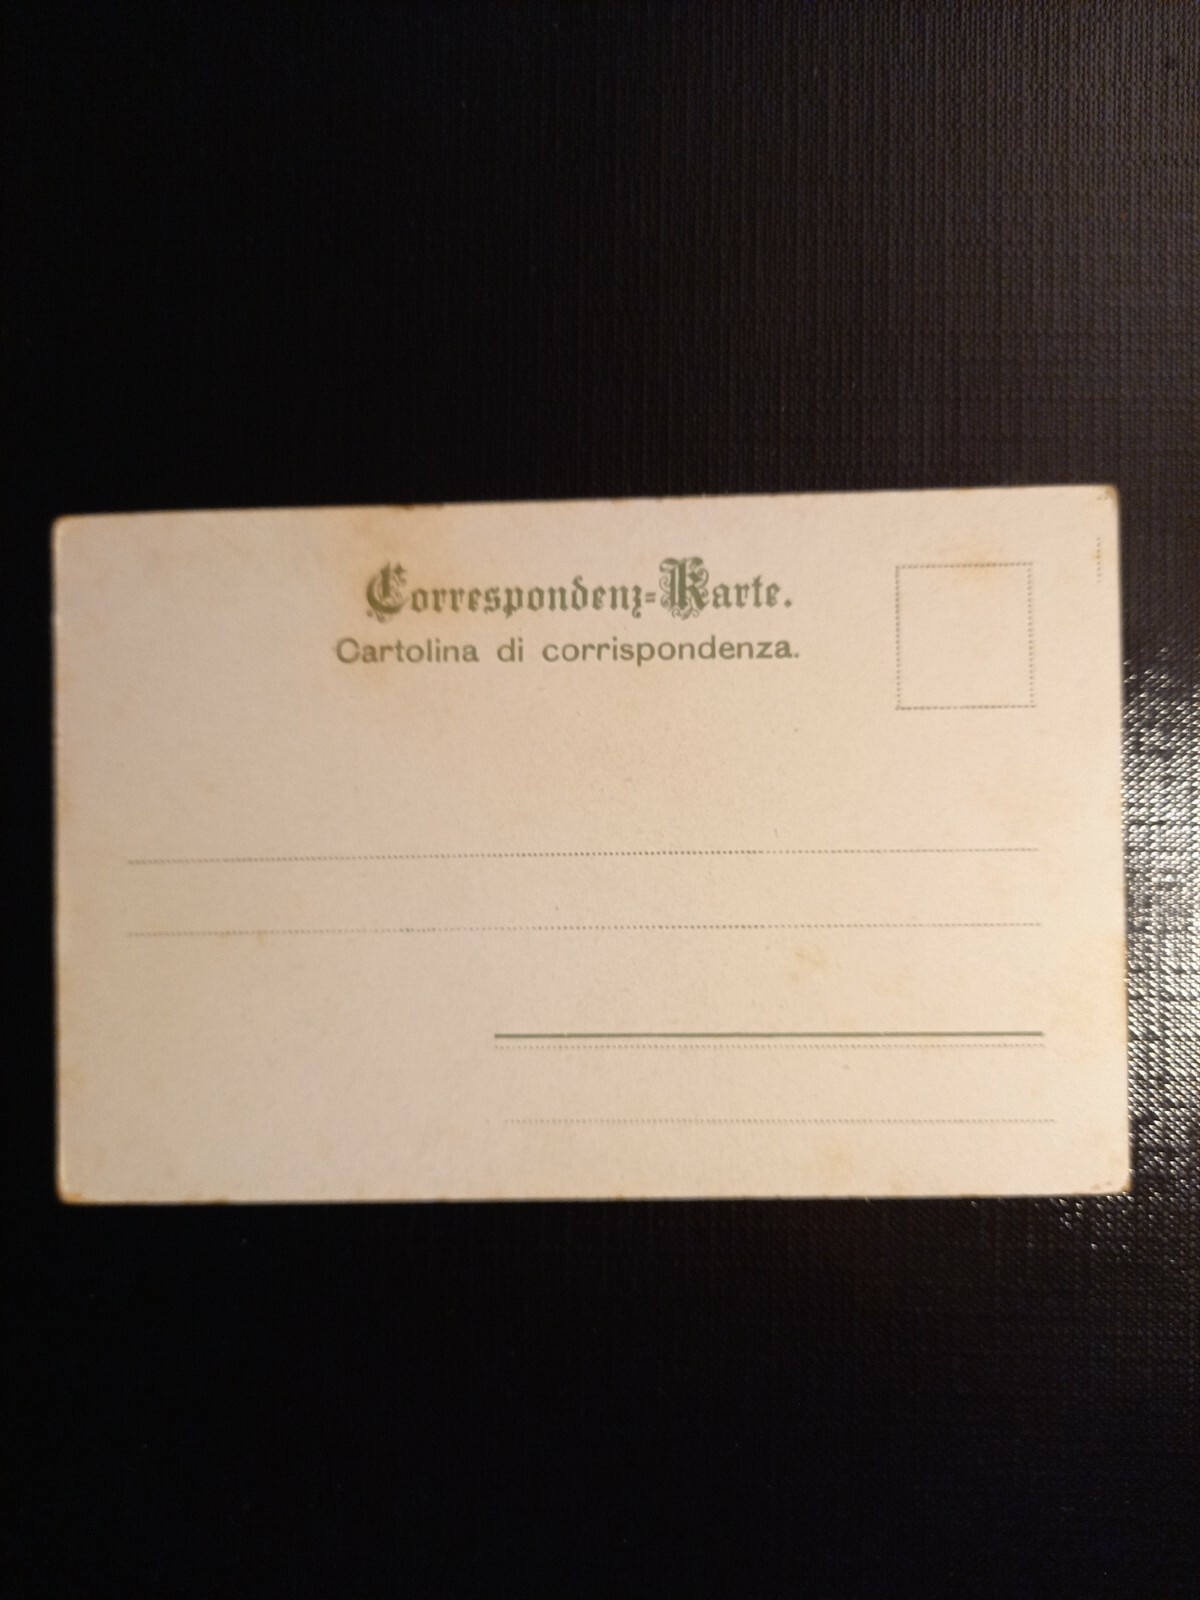 Correspondenz-Karte.
Cartolina di corrispondenza.